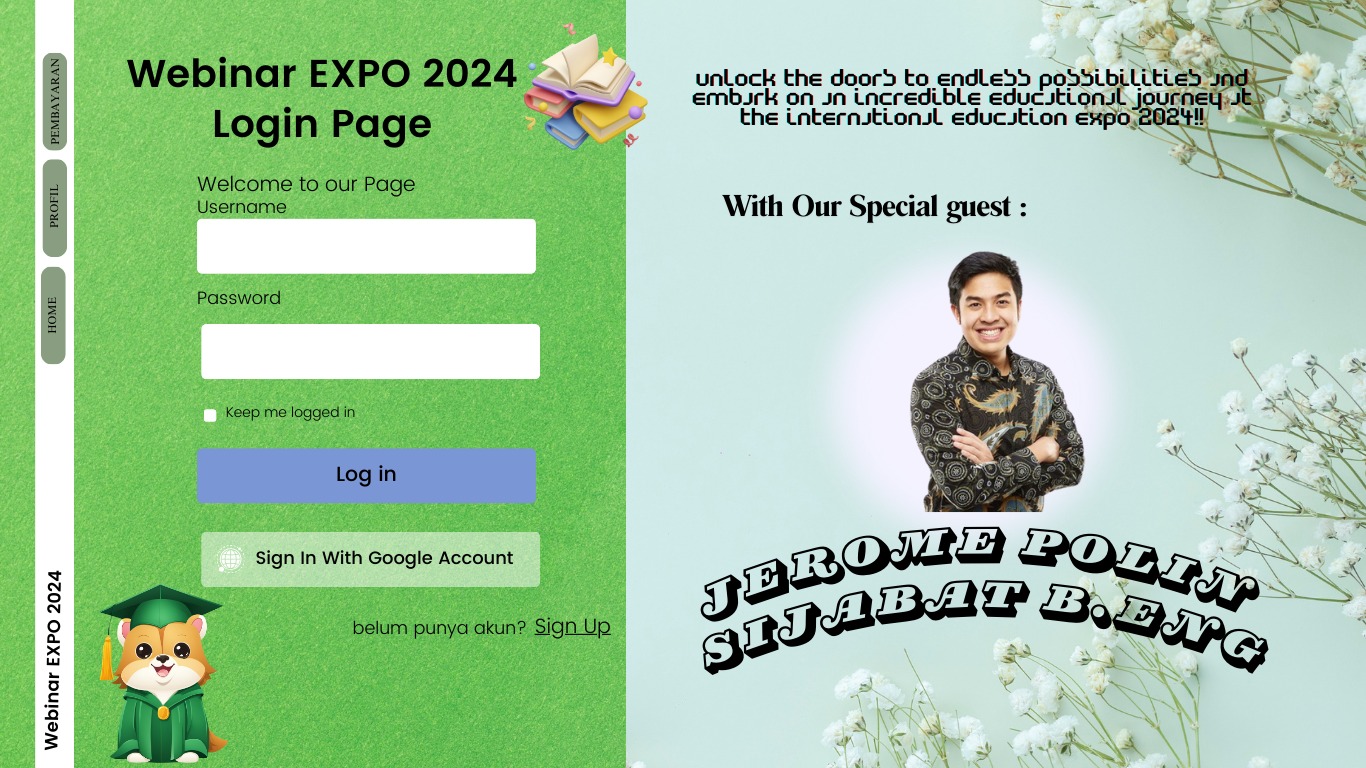 PEMBAYARAN
PROFIL
HOME
Webinar EXPO 2024
Webinar EXPO 2024
Login Page
Welcome to our Page
Username
Password
Keep me logged in
Log in
Sign In With Google Account
belum punya akun? Sign Up
unlock the doors to endless possibilities and
embark on an incredible educational journey at
the international education expo 2024!!
With Our Special guest :
JEROME POLIN
SIJABAT B.ENG